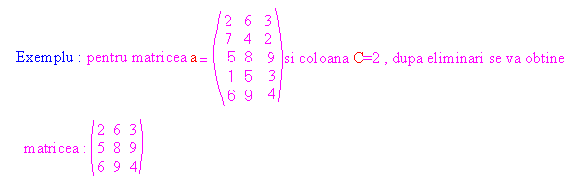 2 6 3
7 4 2
Exemplu : pentru matricea a = 5 8 9 si coloana C=2 , dupa eliminari se va obtine
1 5 3
6 9 4
2 6 3
matricea : 5 8 9
6 9 4